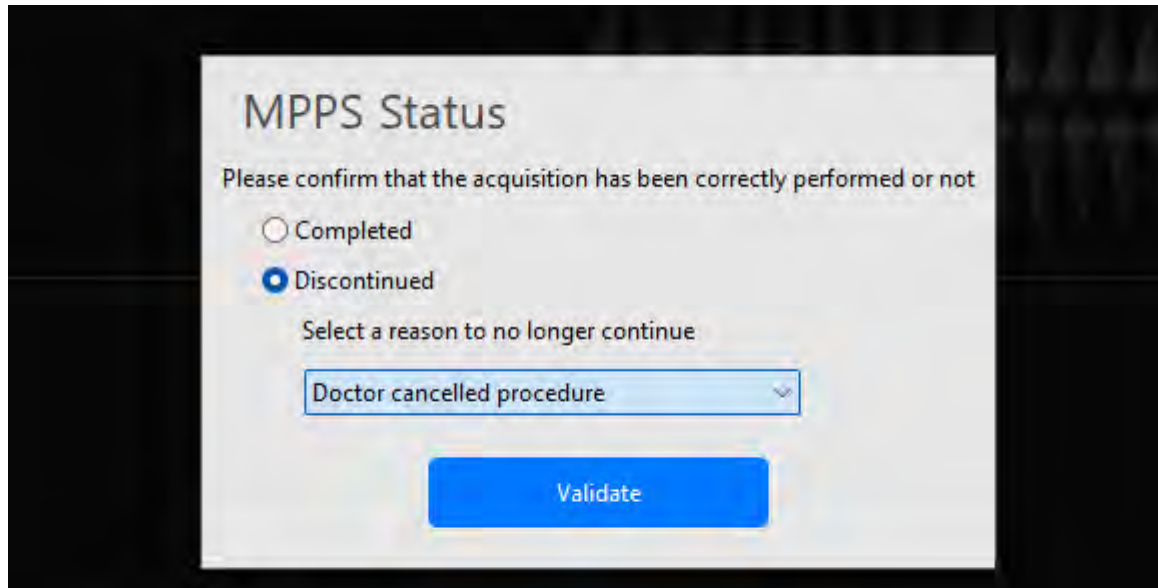 MPPS Status
Please confirm that the acquisition has been correctly performed or not
Completed
Discontinued
Select a reason to no longer continue
Doctor cancelled procedure
Validate